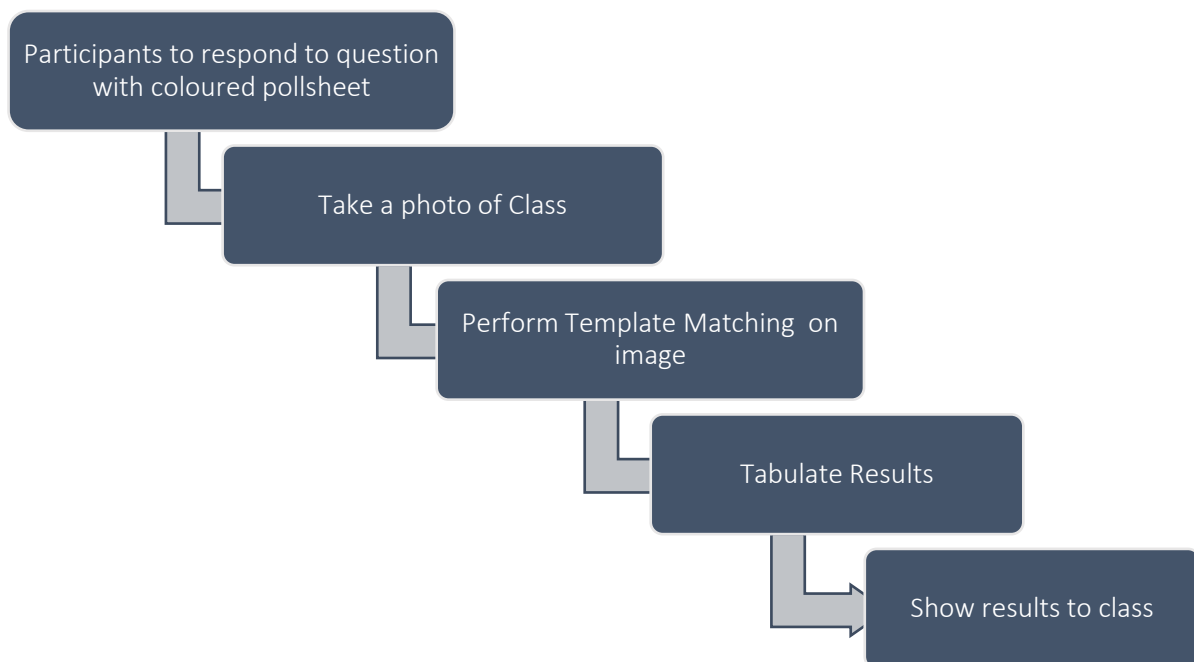 Participants to respond to question
with coloured pollsheet
Take a photo of Class
Perform Template Matching on
image
Tabulate Results
Show results to class